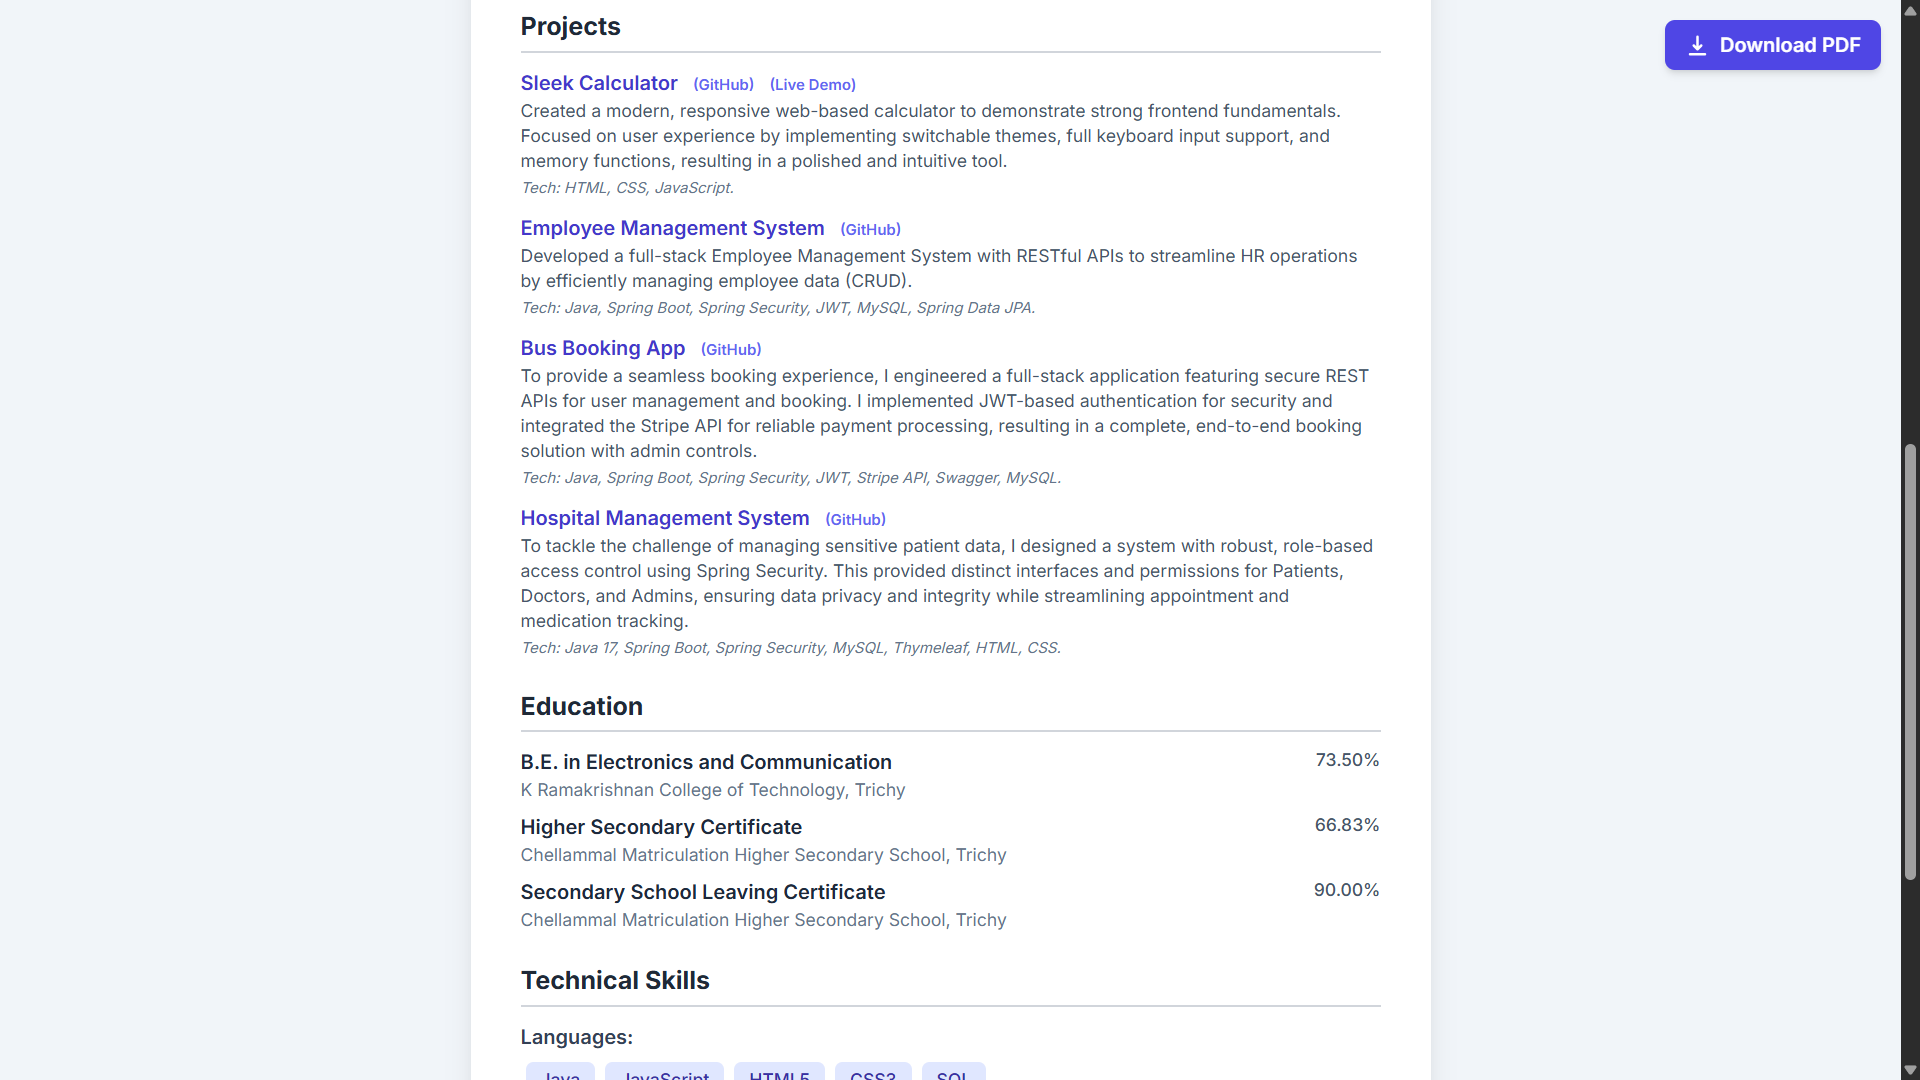 Projects
Download PDF
Sleek Calculator (GitHub) (Live Demo)
Created a modern, responsive web-based calculator to demonstrate strong frontend fundamentals.
Focused on user experience by implementing switchable themes, full keyboard input support, and
memory functions, resulting in a polished and intuitive tool.
Tech: HTML, CSS, JavaScript.
Employee Management System (GitHub)
Developed a full-stack Employee Management System with RESTful APIs to streamline HR operations
by efficiently managing employee data (CRUD).
Tech: Java, Spring Boot, Spring Security, JWT, MySQL, Spring Data JPA.
Bus Booking App (GitHub)
To provide a seamless booking experience, I engineered a full-stack application featuring secure REST
APIs for user management and booking. I implemented JWT-based authentication for security and
integrated the Stripe API for reliable payment processing, resulting in a complete, end-to-end booking
solution with admin controls.
Tech: Java, Spring Boot, Spring Security, JWT, Stripe API, Swagger, MySQL.
Hospital Management System (GitHub)
To tackle the challenge of managing sensitive patient data, I designed a system with robust, role-based
access control using Spring Security. This provided distinct interfaces and permissions for Patients,
Doctors, and Admins, ensuring data privacy and integrity while streamlining appointment and
medication tracking.
Tech: Java 17, Spring Boot, Spring Security, MySQL, Thymeleaf, HTML, CSS.
Education
B.E. in Electronics and Communication 73.50%
K Ramakrishnan College of Technology, Trichy
Higher Secondary Certificate 66.83%
Chellammal Matriculation Higher Secondary School, Trichy
Secondary School Leaving Certificate 90.00%
Chellammal Matriculation Higher Secondary School, Trichy
Technical Skills
Languages:
Java JavaScript HTML5 CSS3 SQL